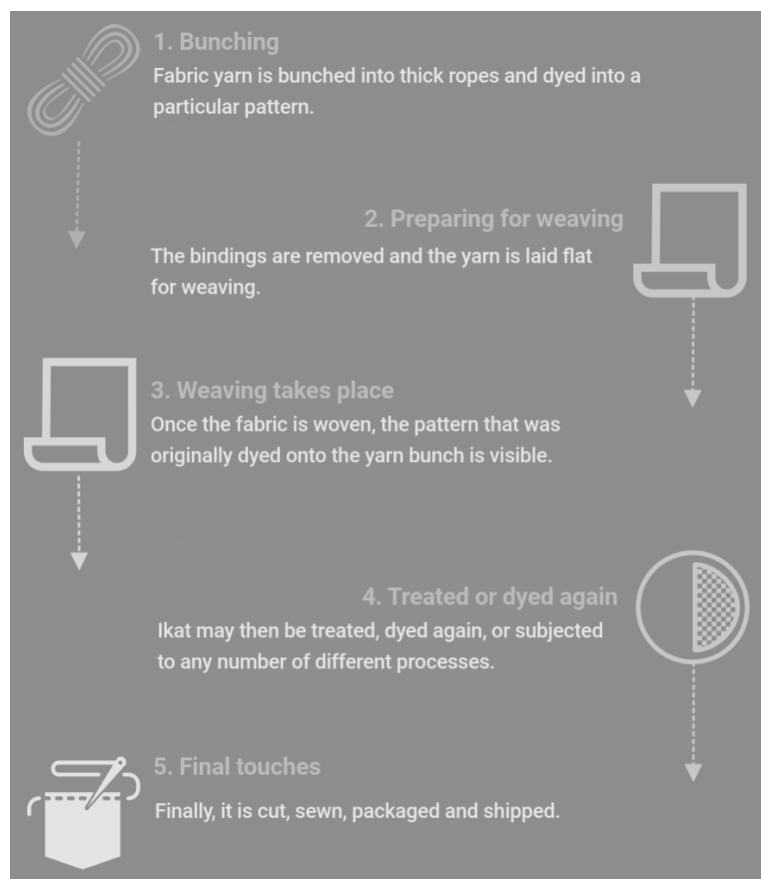 1. Bunching
Fabric yarn is bunched into thick ropes and dyed into a
particular pattern.
2. Preparing for weaving
The bindings are removed and the yarn is laid flat
for weaving.
3. Weaving takes place
Once the fabric is woven, the pattern that was
originally dyed onto the yarn bunch is visible.
4. Treated or dyed again
Ikat may then be treated, dyed again, or subjected
to any number of different processes.
5. Final touches
Finally, it is cut, sewn, packaged and shipped.